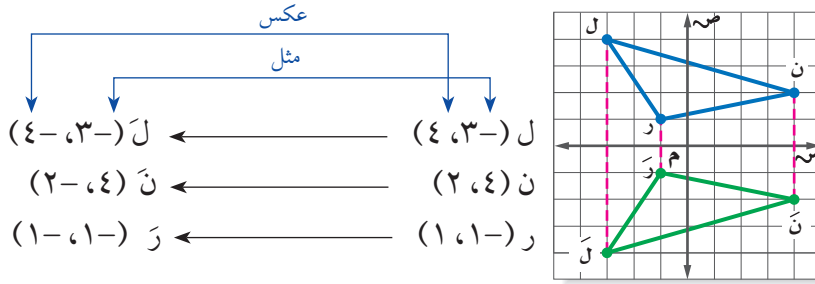 عكس
مثل
ل (−٣، ٤) ← لَ (−٣، −٤)
ن (٤، ٢) ← نَ (٤، −٢)
ر (−١، ١) ← رَ (−١، −١)
ص
ل
ن
ر
س
م
رَ
نَ
لَ